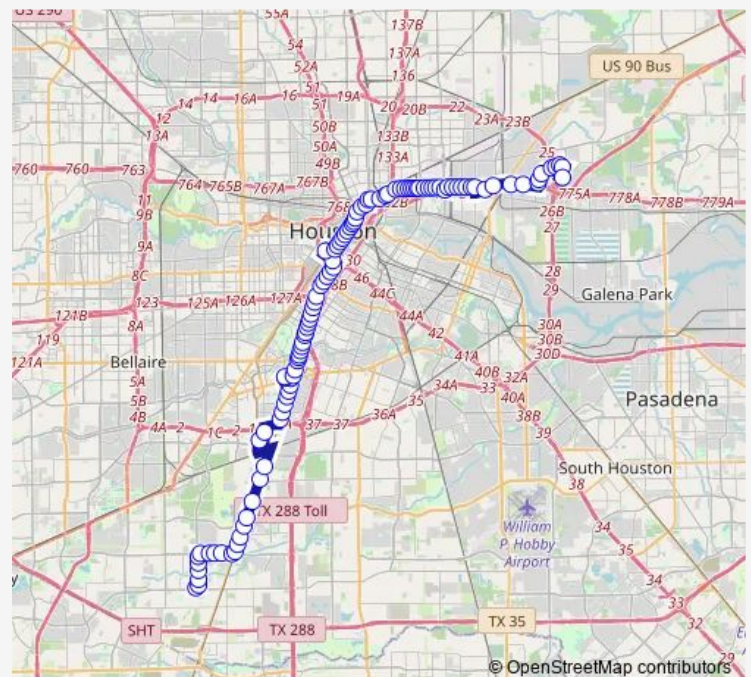 US 290
55A
54
52A
51
51
50B
50A
49B
137B
137A
136
133B
133A
14
14
16A
16
19A
20
20B
22
23A
23B
12
13A
US 90 Bus
25
760
760
763
764
765B
767A
767B
768
775A
778A
778B
779A
11
9B
9A
8C
Houston
26B
27
28
29
30
46
44C
44A
42
41A
40B
Galena Park
30A
30B
30D
121B
123
125A
126A
127A
119
121A
8A
Bellaire
5A
5B
4B
4A
2
1C
2
37
37
36A
35
34A
33
32A
40A
38B
39
Pasadena
South Houston
38
TX 288 Toll
William
P. Hobby
Airport
34
35
34
33
32
29
SHT
TX 288
TX 35
© OpenStreetMap contributors